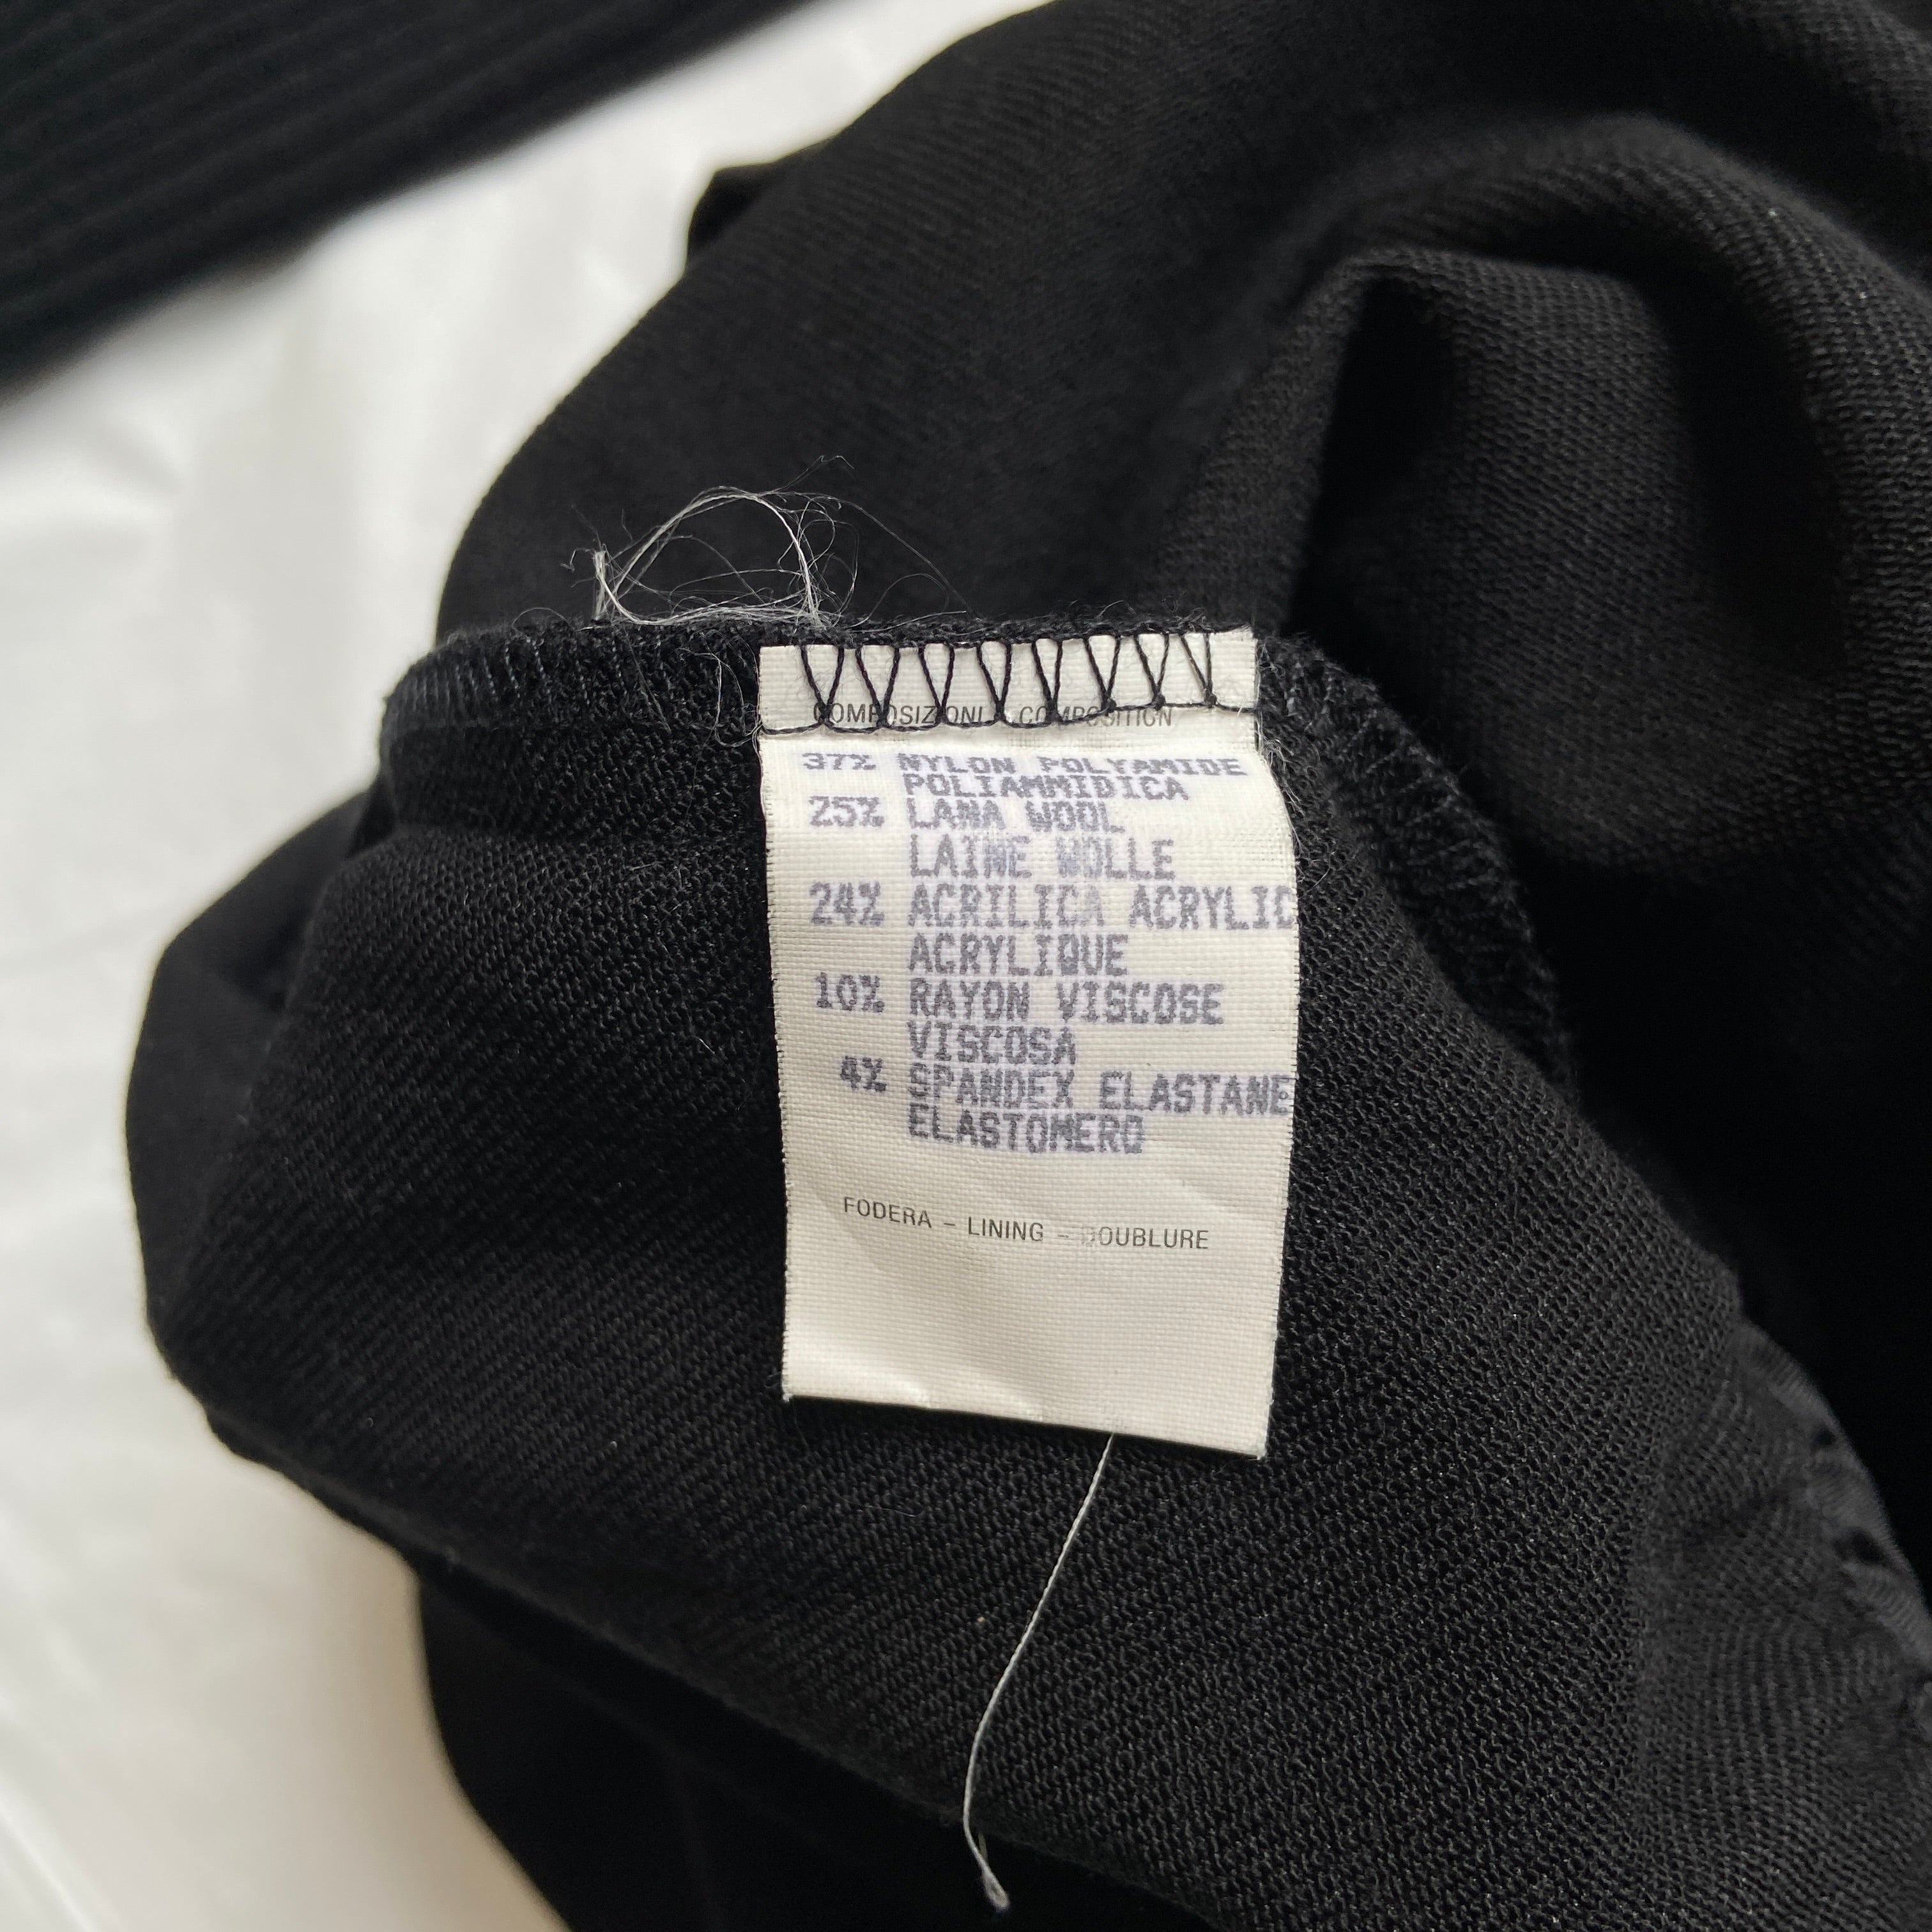 COMPOSIZIONI - COMPOSITION
37% NYLON POLYAMIDE
POLIAMMIDICA
25% LANA WOOL
LAINE WOLLE
24% ACRILICA ACRYLIC
ACRYLIQUE
10% RAYON VISCOSE
VISCOSA
4% SPANDEX ELASTANE
ELASTOMERO
FODERA - LINING - DOUBLURE